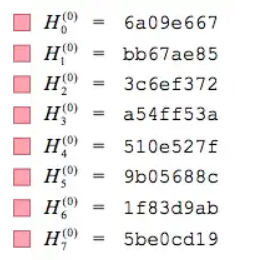 H₀⁽⁰⁾ = 6a09e667
H₁⁽⁰⁾ = bb67ae85
H₂⁽⁰⁾ = 3c6ef372
H₃⁽⁰⁾ = a54ff53a
H₄⁽⁰⁾ = 510e527f
H₅⁽⁰⁾ = 9b05688c
H₆⁽⁰⁾ = 1f83d9ab
H₇⁽⁰⁾ = 5be0cd19